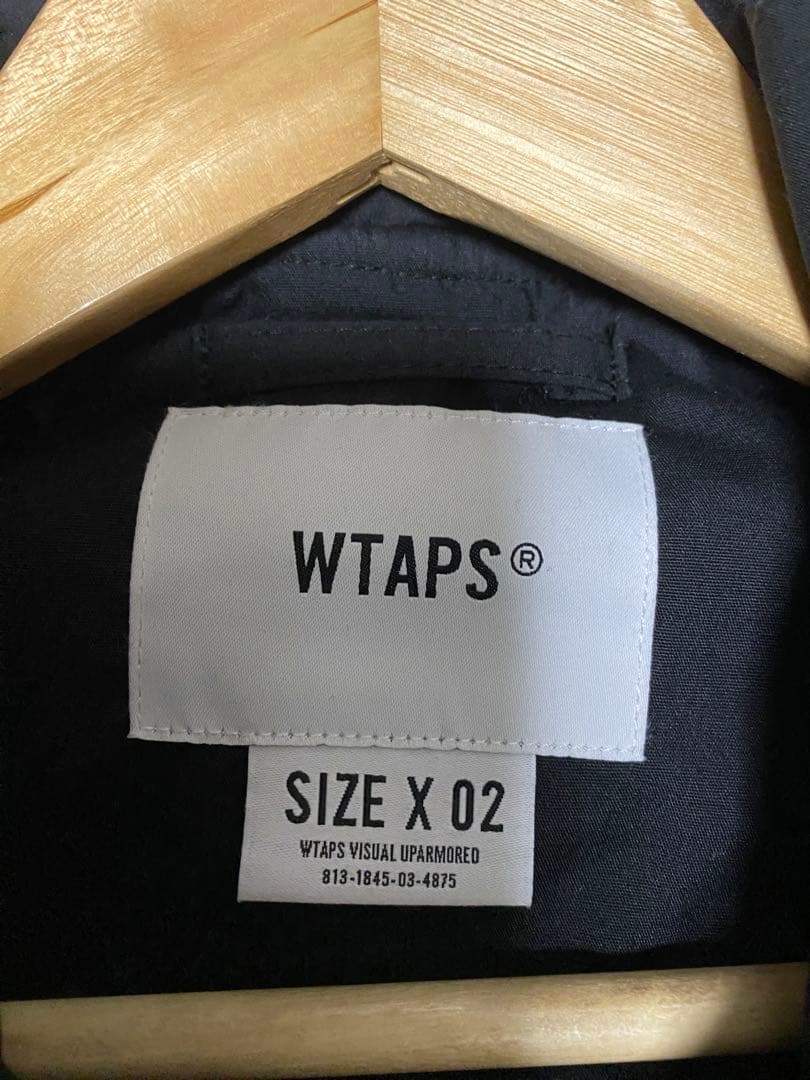 WTAPS®
SIZE X 02
WTAPS VISUAL UPARMORED
813-1845-03-4875